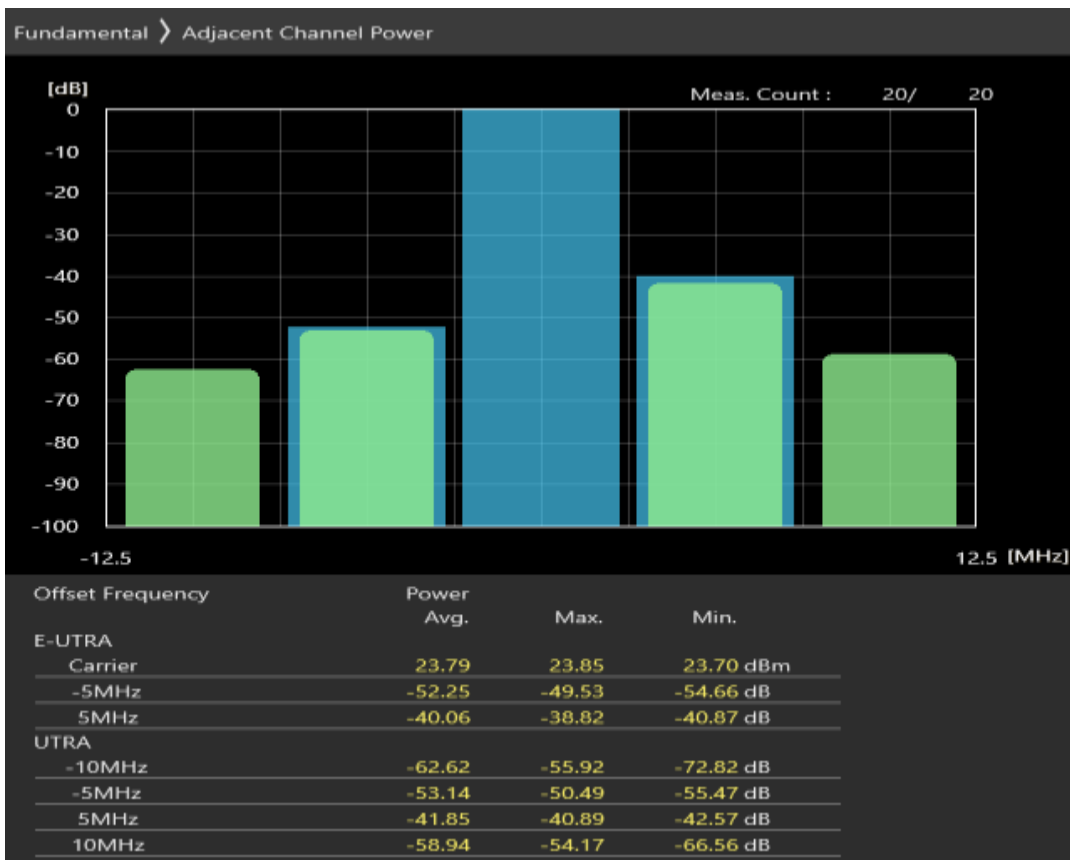 Fundamental 〉 Adjacent Channel Power
[dB]
Meas. Count : 20/ 20
0
-10
-20
-30
-40
-50
-60
-70
-80
-90
-100
-12.5 12.5 [MHz]
Offset Frequency Power
Avg. Max. Min.
E-UTRA
Carrier 23.79 23.85 23.70 dBm
-5MHz -52.25 -49.53 -54.66 dB
5MHz -40.06 -38.82 -40.87 dB
UTRA
-10MHz -62.62 -55.92 -72.82 dB
-5MHz -53.14 -50.49 -55.47 dB
5MHz -41.85 -40.89 -42.57 dB
10MHz -58.94 -54.17 -66.56 dB